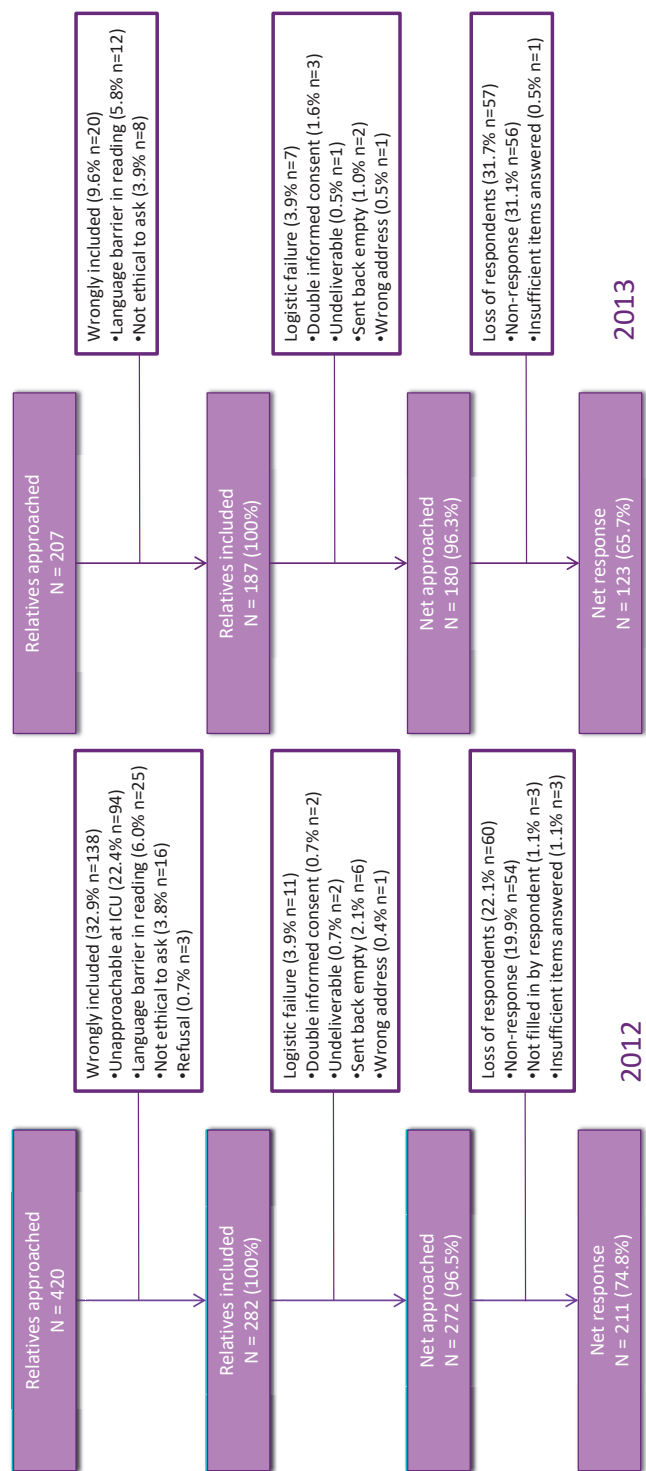 Relatives approached
N = 420
Wrongly included (32.9% n=138)
•Unapproachable at ICU (22.4% n=94)
•Language barrier in reading (6.0% n=25)
•Not ethical to ask (3.8% n=16)
•Refusal (0.7% n=3)
Relatives included
N = 282 (100%)
Logistic failure (3.9% n=11)
•Double informed consent (0.7% n=2)
•Undeliverable (0.7% n=2)
•Sent back empty (2.1% n=6)
•Wrong address (0.4% n=1)
Net approached
N = 272 (96.5%)
Loss of respondents (22.1% n=60)
•Non-response (19.9% n=54)
•Not filled in by respondent (1.1% n=3)
•Insufficient items answered (1.1% n=3)
Net response
N = 211 (74.8%)
2012
Relatives approached
N = 207
Wrongly included (9.6% n=20)
•Language barrier in reading (5.8% n=12)
•Not ethical to ask (3.9% n=8)
Relatives included
N = 187 (100%)
Logistic failure (3.9% n=7)
•Double informed consent (1.6% n=3)
•Undeliverable (0.5% n=1)
•Sent back empty (1.0% n=2)
•Wrong address (0.5% n=1)
Net approached
N = 180 (96.3%)
Loss of respondents (31.7% n=57)
•Non-response (31.1% n=56)
•Insufficient items answered (0.5% n=1)
Net response
N = 123 (65.7%)
2013